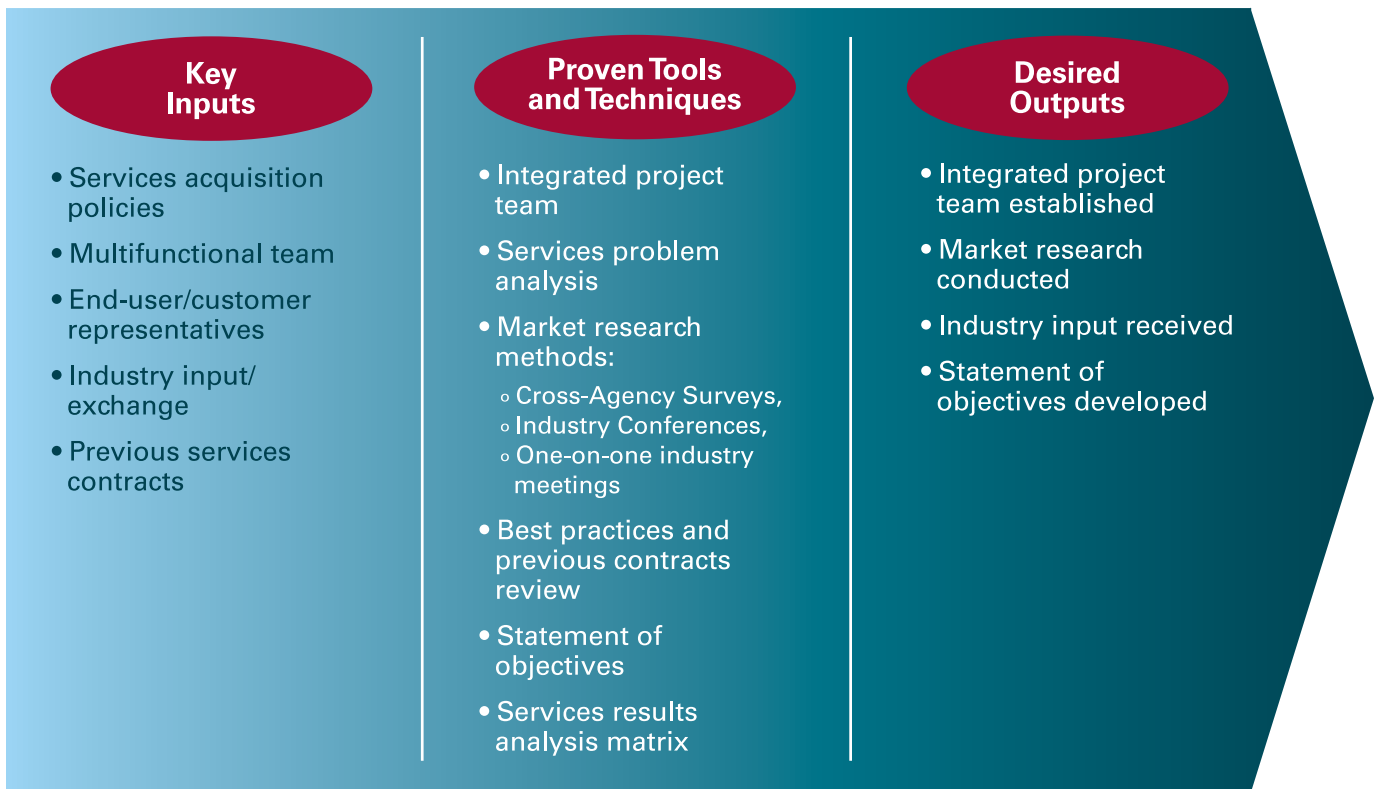 Key
Inputs
• Services acquisition
policies
• Multifunctional team
• End-user/customer
representatives
• Industry input/
exchange
• Previous services
contracts
Proven Tools
and Techniques
• Integrated project
team
• Services problem
analysis
• Market research
methods:
o Cross-Agency Surveys,
o Industry Conferences,
o One-on-one industry
meetings
• Best practices and
previous contracts
review
• Statement of
objectives
• Services results
analysis matrix
Desired
Outputs
• Integrated project
team established
• Market research
conducted
• Industry input received
• Statement of
objectives developed